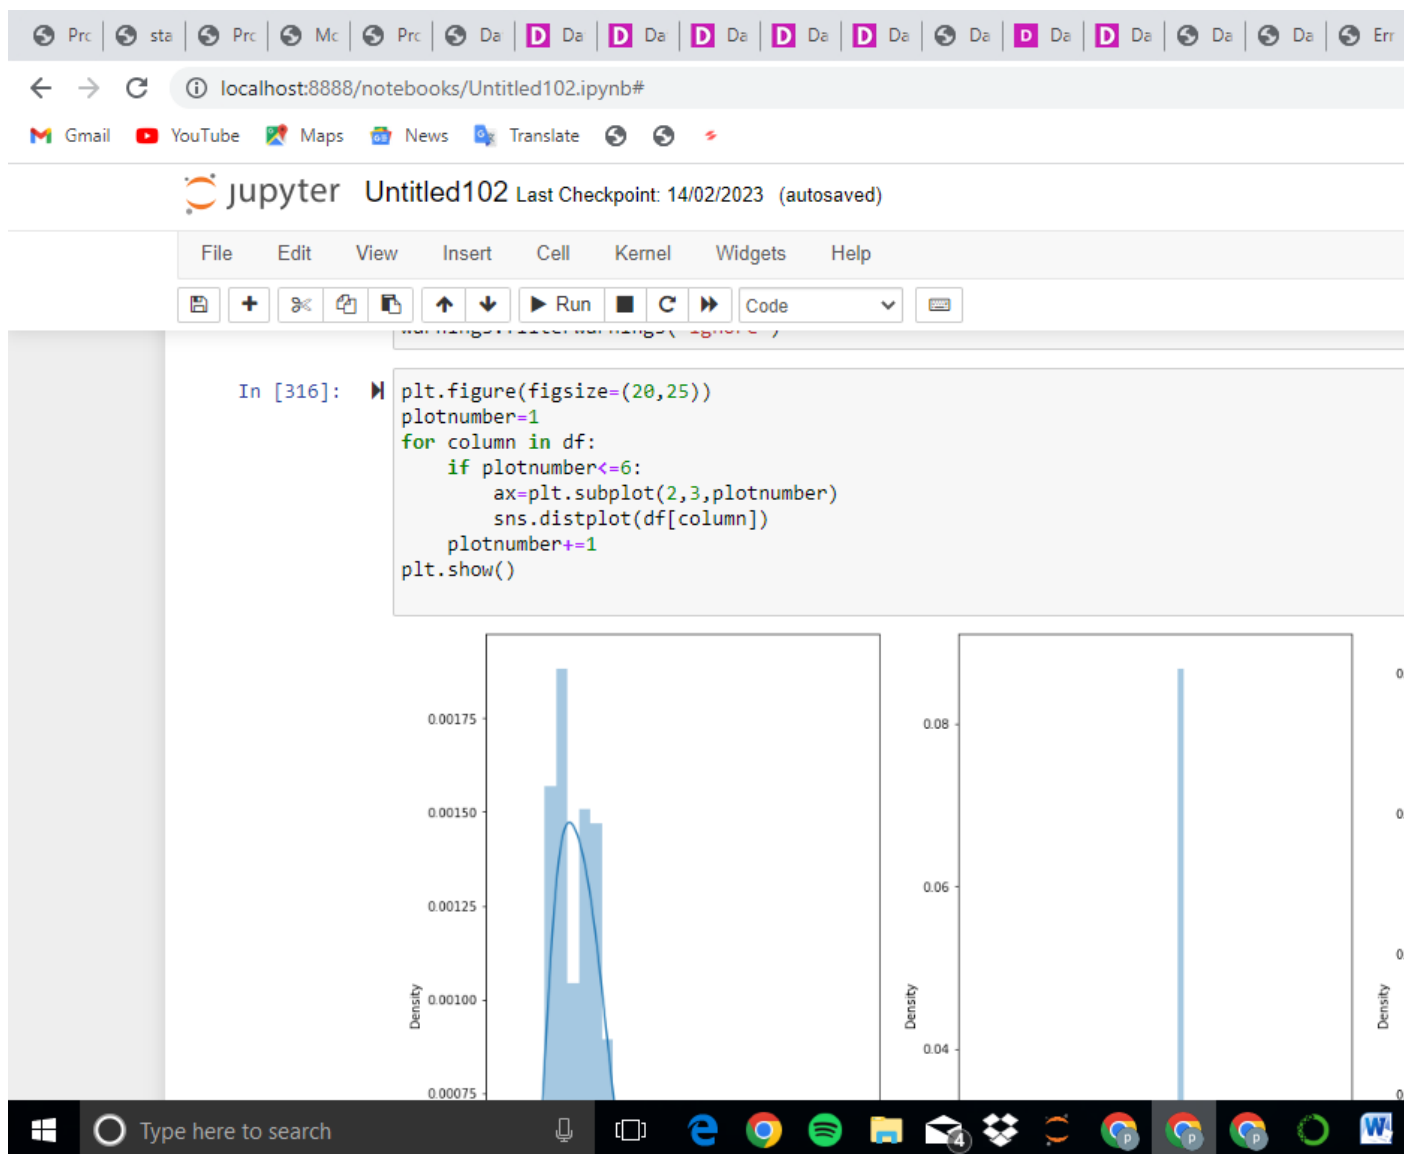 Prc sta Prc Mc Prc Da Da Da Da Da Da Da Da Da Da Da Err
localhost:8888/notebooks/Untitled102.ipynb#
Gmail YouTube Maps News Translate
jupyter Untitled102 Last Checkpoint: 14/02/2023 (autosaved)
File Edit View Insert Cell Kernel Widgets Help
Run Code
warnings.filterwarnings('ignore')
In [316]:
plt.figure(figsize=(20,25))
plotnumber=1
for column in df:
    if plotnumber<=6:
        ax=plt.subplot(2,3,plotnumber)
        sns.distplot(df[column])
    plotnumber+=1
plt.show()
0.00175
0.00150
0.00125
0.00100
0.00075
Density
0.08
0.06
0.04
Density
Density
Type here to search
4